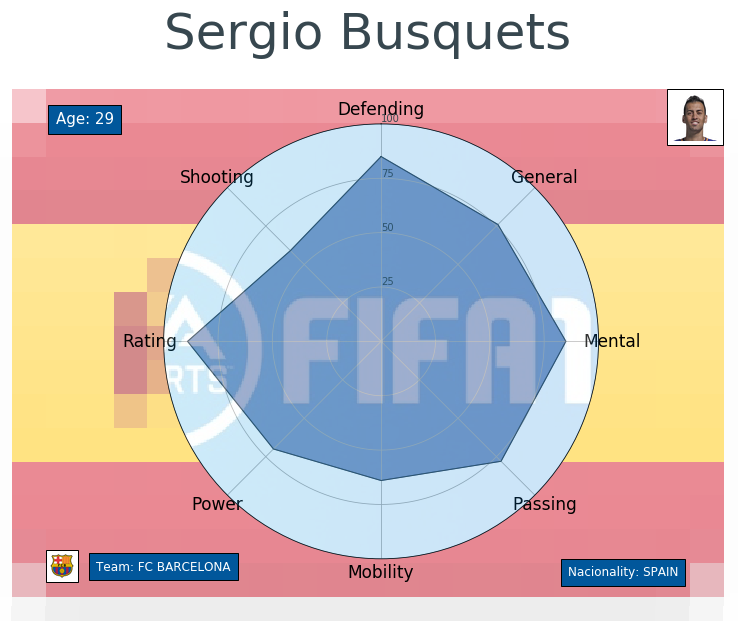 Sergio Busquets
Age: 29
Defending
100
Shooting
General
75
50
25
FIFA 1
Rating
Mental
RTS
Power
Passing
Mobility
Team: FC BARCELONA
Nacionality: SPAIN